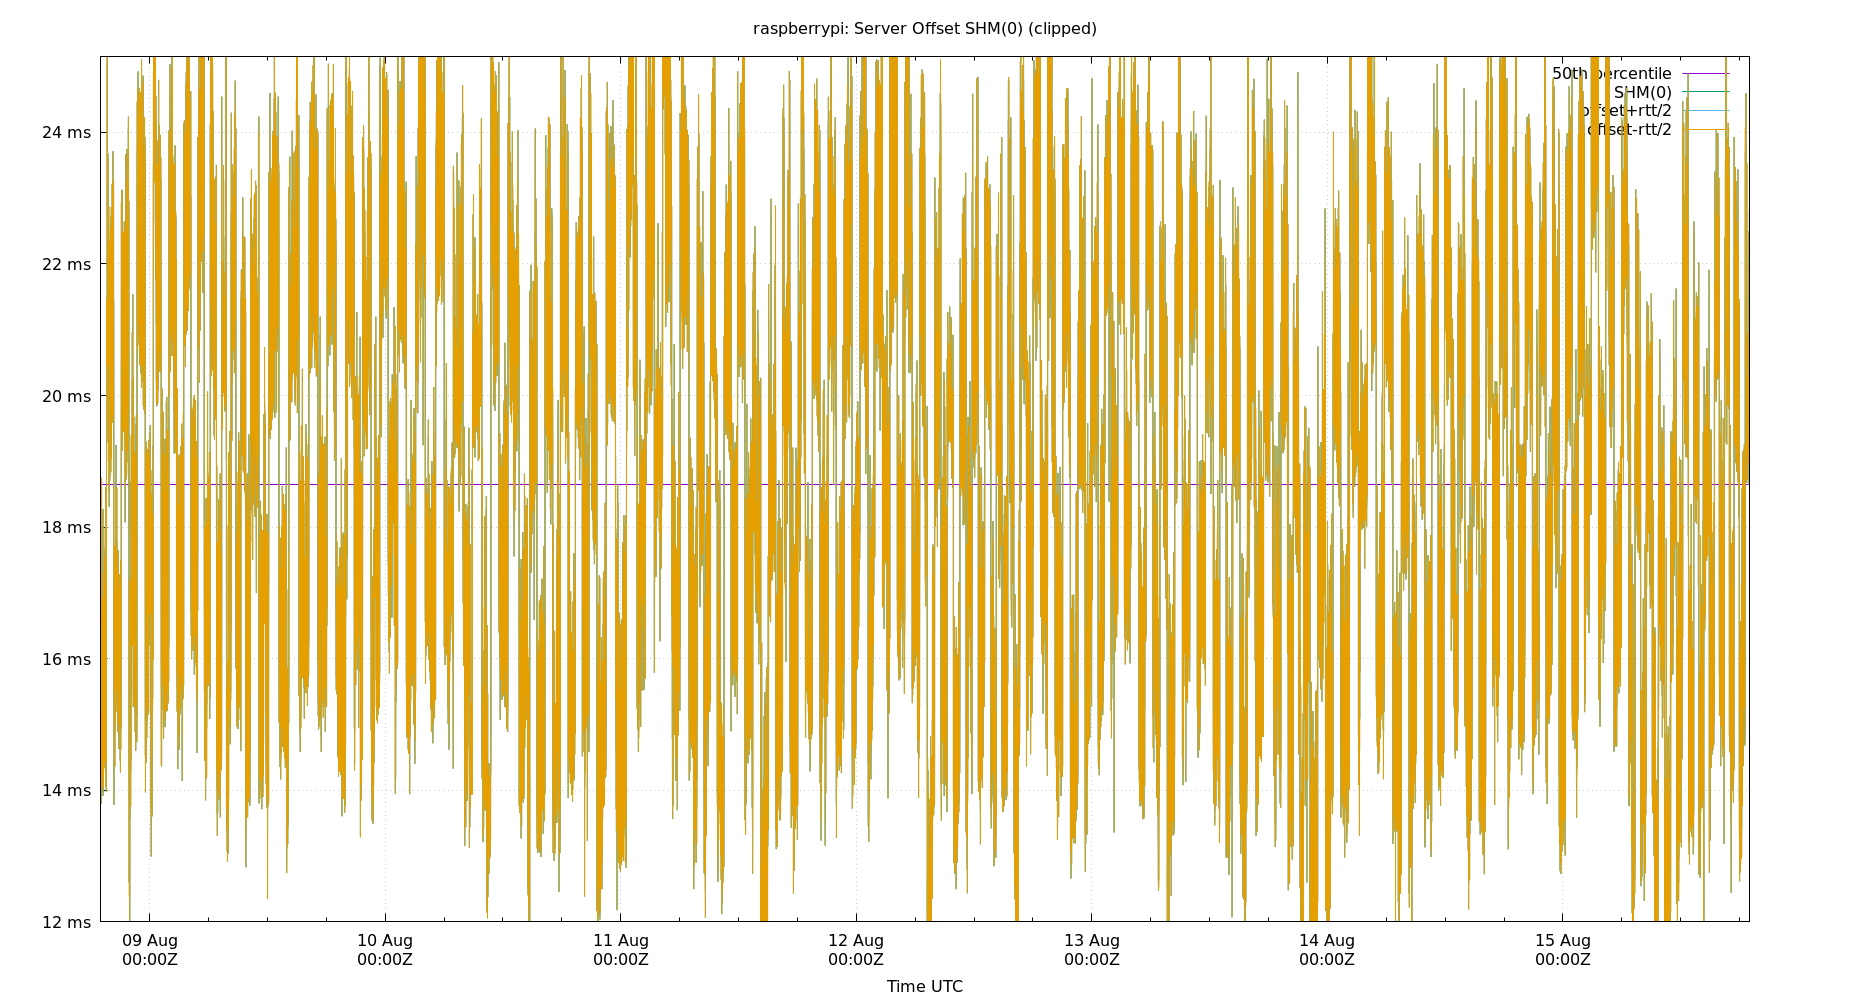 raspberrypi: Server Offset SHM(0) (clipped)
50th percentile
SHM(0)
offset+rtt/2
offset-rtt/2
24 ms
22 ms
20 ms
18 ms
16 ms
14 ms
12 ms
09 Aug 10 Aug 11 Aug 12 Aug 13 Aug 14 Aug 15 Aug
00:00Z 00:00Z 00:00Z 00:00Z 00:00Z 00:00Z 00:00Z
Time UTC